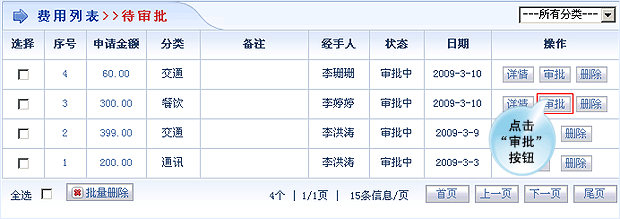 费用列表>>待审批 ---所有分类---
选择 序号 申请金额 分类 备注 经手人 状态 日期 操作
4 60.00 交通 李珊珊 审批中 2009-3-10 详情 审批 删除
3 300.00 餐饮 李婷婷 审批中 2009-3-10 详情 审批 删除
2 399.00 交通 李洪涛 审批中 2009-3-9 删除
1 200.00 通讯 李洪涛 审批中 2009-3-3 删除
点击
“审批”
按钮
全选 批量删除 4个 | 1/1页 | 15条信息/页 首页 上一页 下一页 尾页